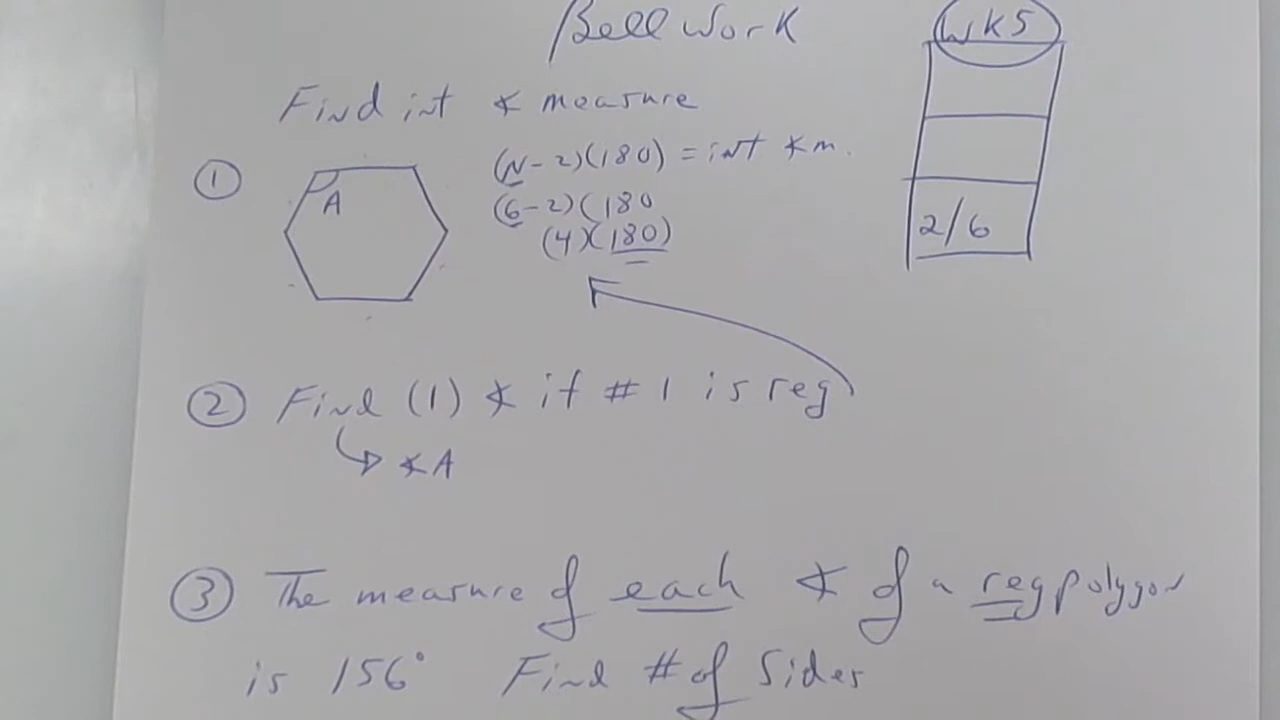 Bell Work
WK5
Find int ∡ measure
① (N-2)(180) = int ∡ m.
A
(6-2)(180
(4)(180)
2/6
② Find (1) ∡ if #1 is reg
∡A
③ The measure of each ∡ of a reg polygon
is 156° Find # of Sides